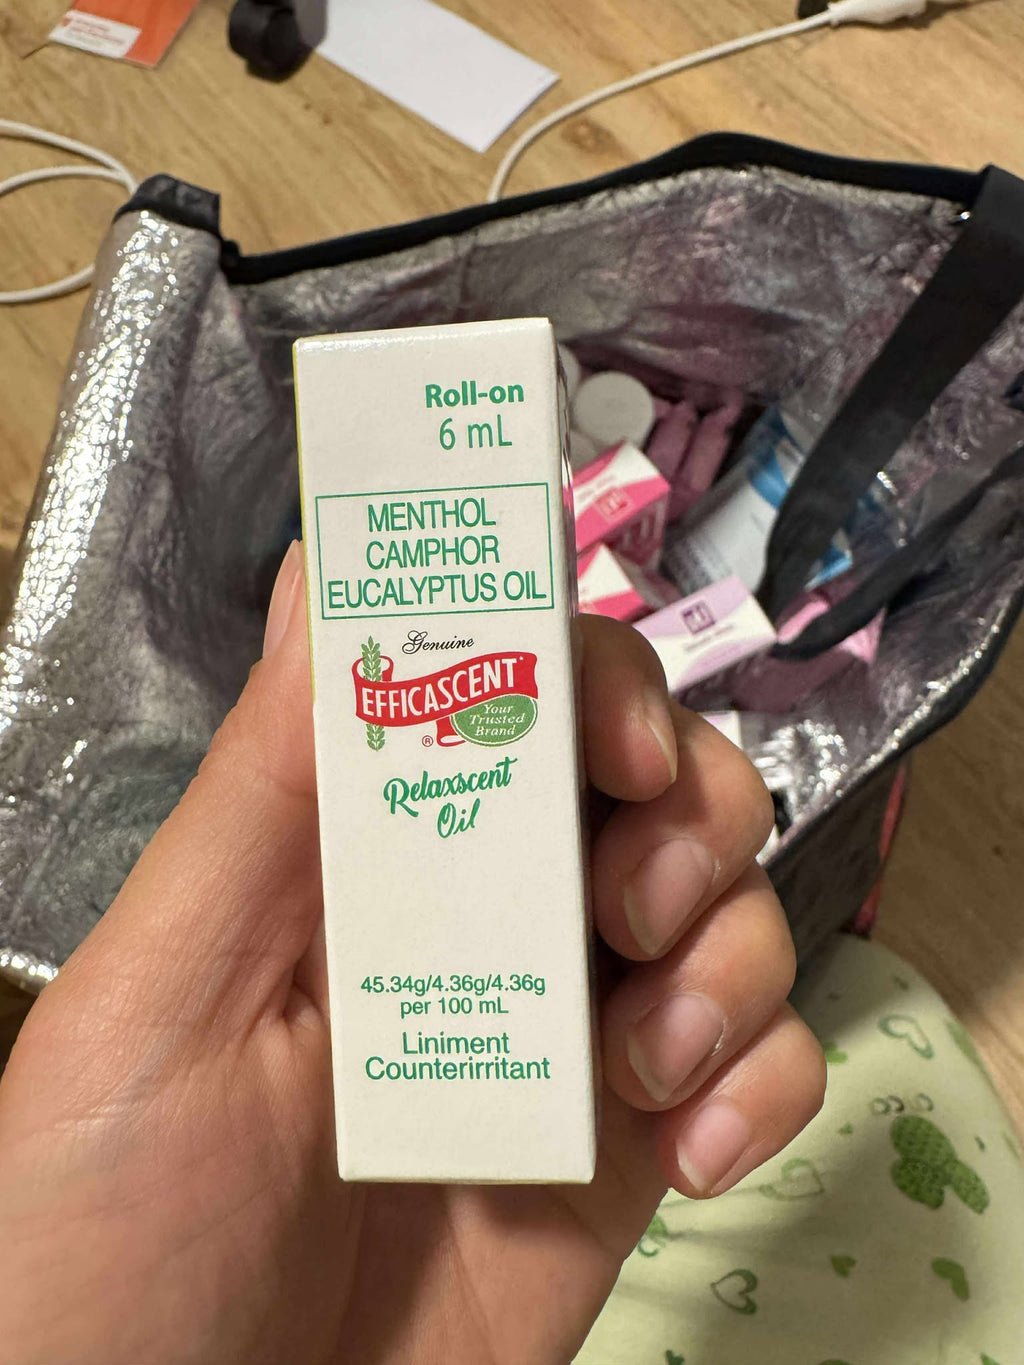 Roll-on
6 mL
MENTHOL
CAMPHOR
EUCALYPTUS OIL
Genuine
EFFICASCENT®
Your
Trusted
Brand
Relaxscent
Oil
45.34g/4.36g/4.36g
per 100 mL
Liniment
Counterirritant